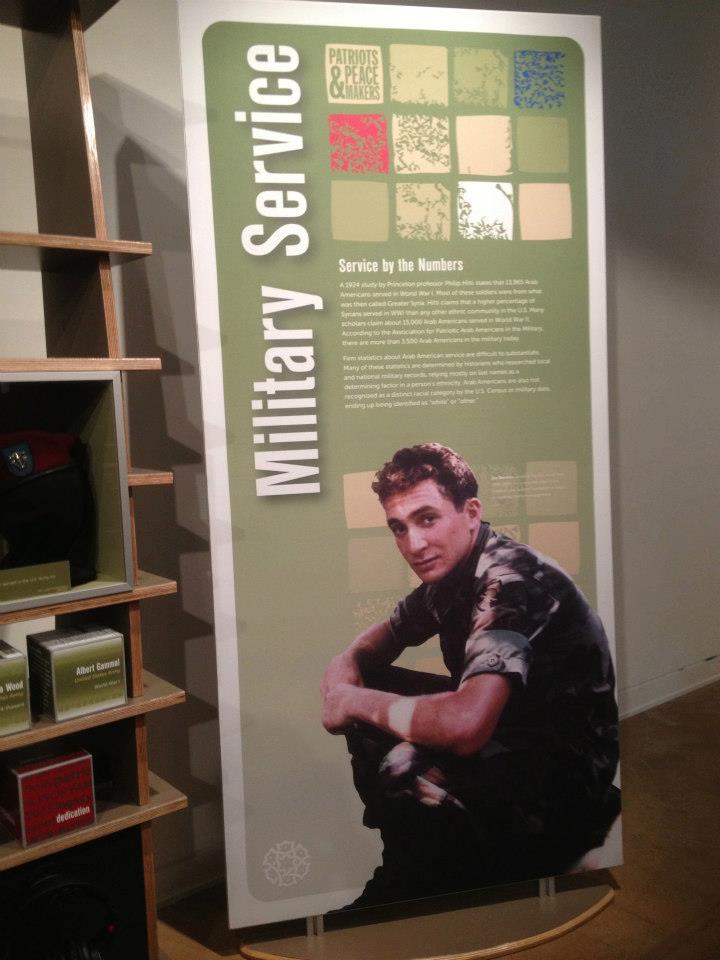 Military Service
PATRIOTS
& PEACE
MAKERS
Service by the Numbers
A 1924 study by Princeton professor Philip Hitti states that 13,965 Arab
Americans served in World War I. Most of these soldiers were from what
was then called Greater Syria. Hitti claims that a higher percentage of
Syrians served in WWI than any other ethnic community in the U.S. Many
scholars claim about 15,000 Arab Americans served in World War II.
According to the Association for Patriotic Arab Americans in the Military,
there are more than 3,500 Arab Americans in the military today.
Firm statistics about Arab American service are difficult to substantiate.
Many of these statistics are determined by historians who researched local
and national military records, relying mostly on last names as a
determining factor in a person's ethnicity. Arab Americans are also not
recognized as a distinct racial category by the U.S. Census or military data,
ending up being identified as "white" or "other."
served in the U.S. Army
Wood
Army
Present
Albert Gammal
United States Army
World War I
dedication